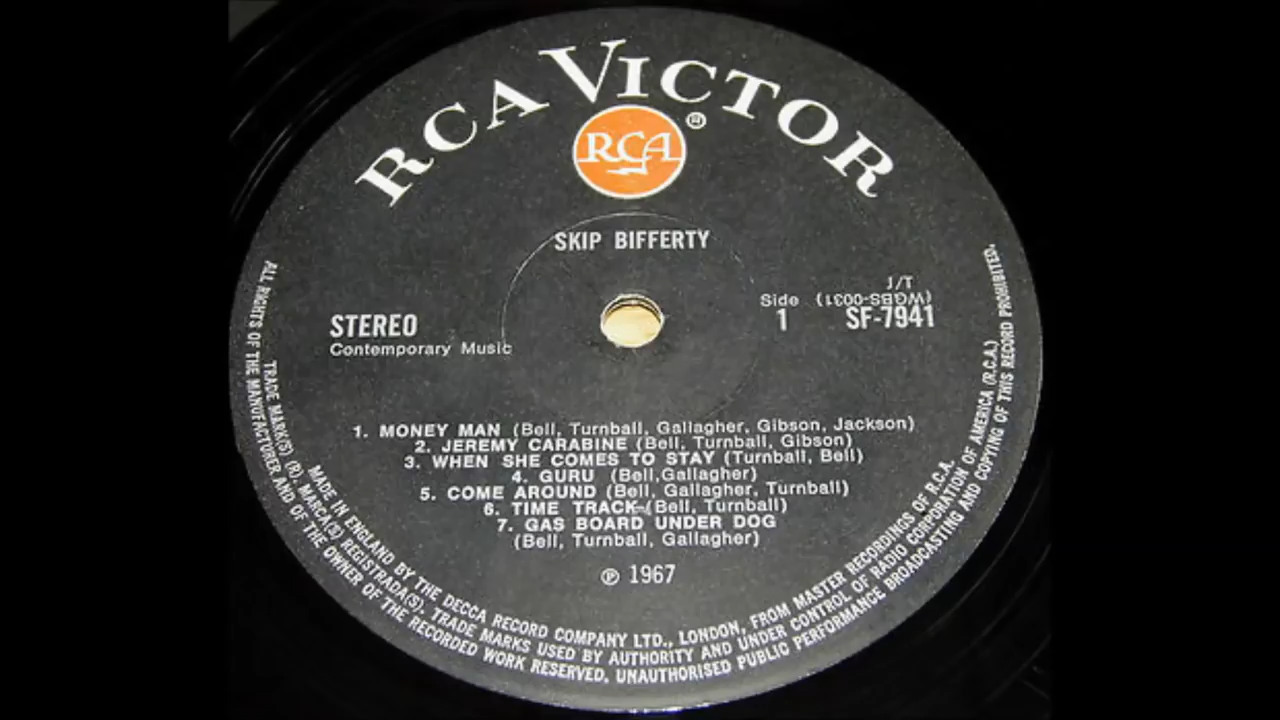 RCA VICTOR
RCA ®
SKIP BIFFERTY
J/T
Side (WGBS-0031)
1 SF-7941
STEREO
Contemporary Music
1. MONEY MAN (Bell, Turnball, Gallagher, Gibson, Jackson)
2. JEREMY CARABINE (Bell, Turnball, Gibson)
3. WHEN SHE COMES TO STAY (Turnball, Bell)
4. GURU (Bell,Gallagher)
5. COME AROUND (Bell, Gallagher, Turnball)
6. TIME TRACK (Bell, Turnball)
7. GAS BOARD UNDER DOG
(Bell, Turnball, Gallagher)
℗ 1967
MADE IN ENGLAND BY THE DECCA RECORD COMPANY LTD., LONDON, FROM MASTER RECORDINGS OF R.C.A.
TRADE MARK(S) (R). MARCA(S) REGISTRADA(S). TRADE MARKS USED BY AUTHORITY AND UNDER CONTROL OF RADIO CORPORATION OF AMERICA (R.C.A.)
ALL RIGHTS OF THE MANUFACTURER AND OF THE OWNER OF THE RECORDED WORK RESERVED. UNAUTHORISED PUBLIC PERFORMANCE BROADCASTING AND COPYING OF THIS RECORD PROHIBITED.